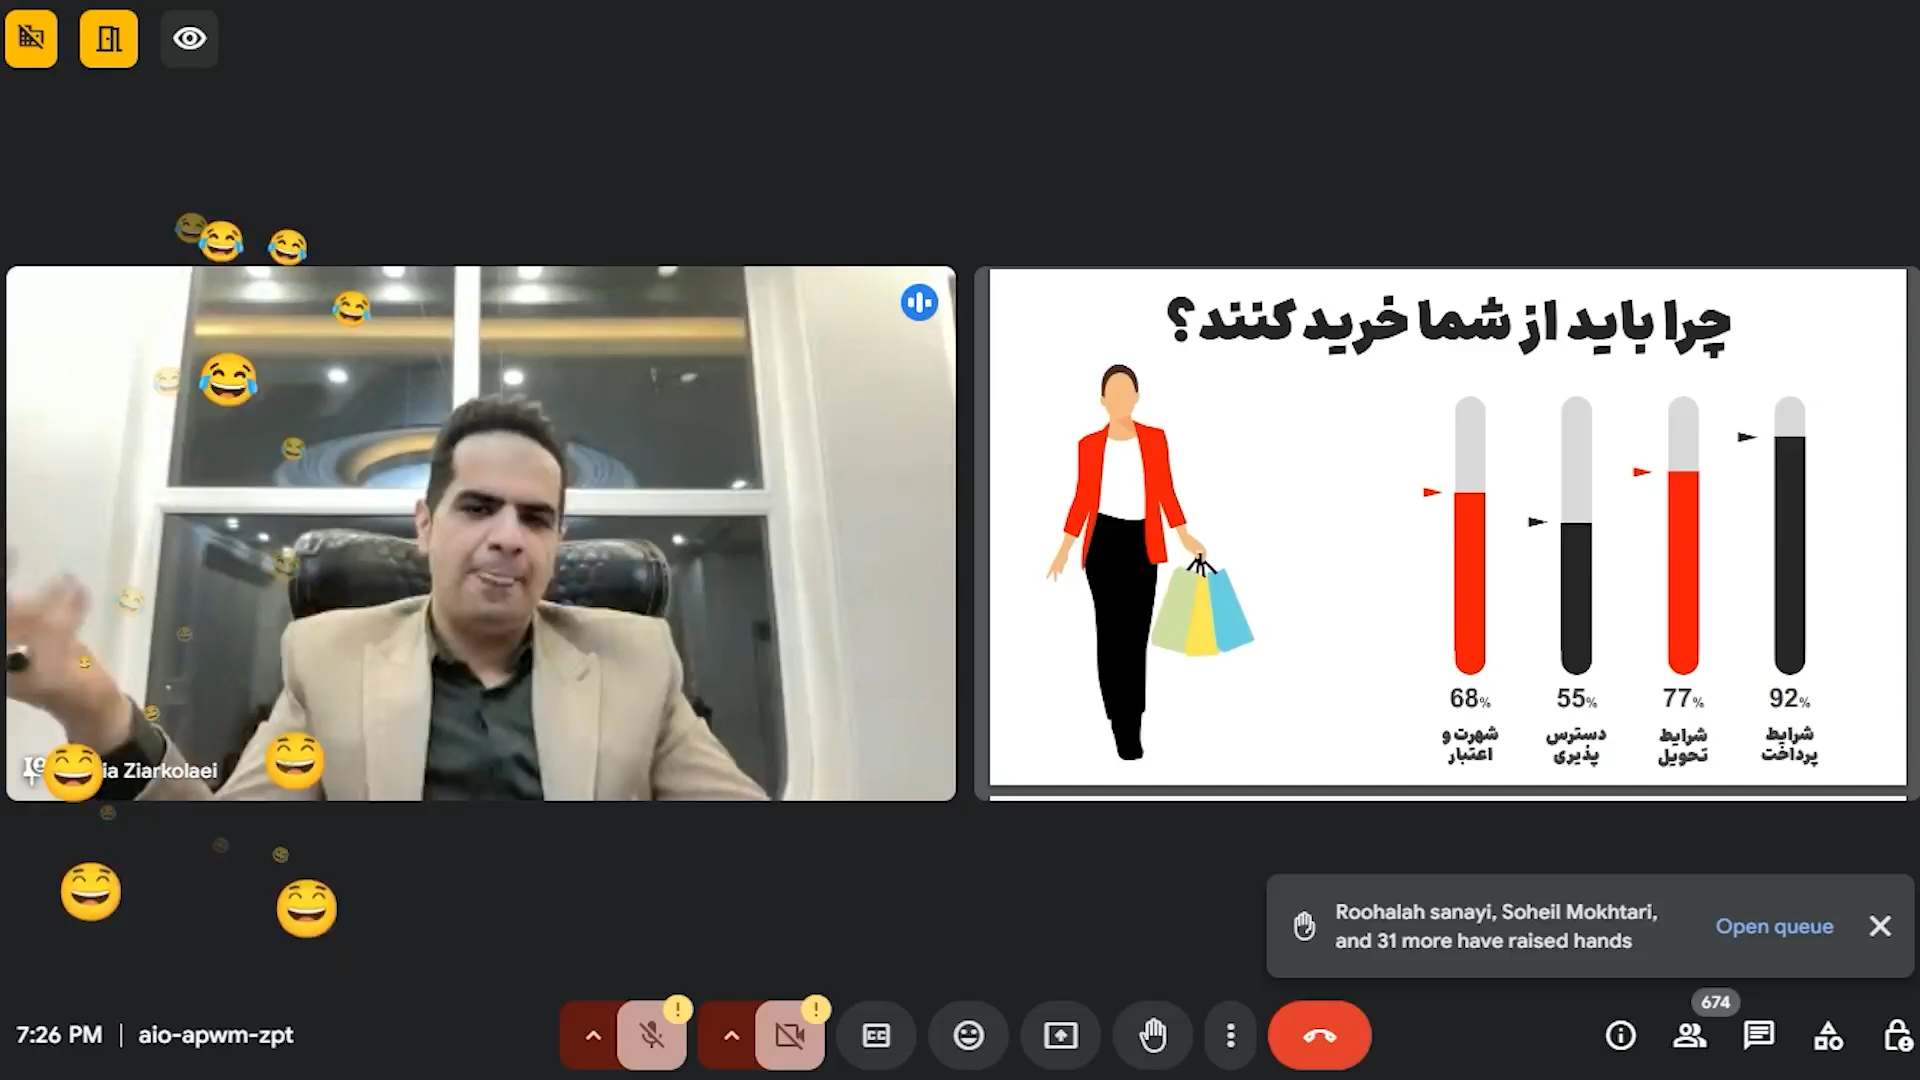 چرا باید از شما خرید کنند؟
68%
شهرت و
اعتبار
55%
دسترس
پذیری
77%
شرایط
تحویل
92%
شرایط
پرداخت
ia Ziarkolaei
Roohalah sanayi, Soheil Mokhtari,
and 31 more have raised hands
Open queue
674
7:26 PM | aio-apwm-zpt
CC